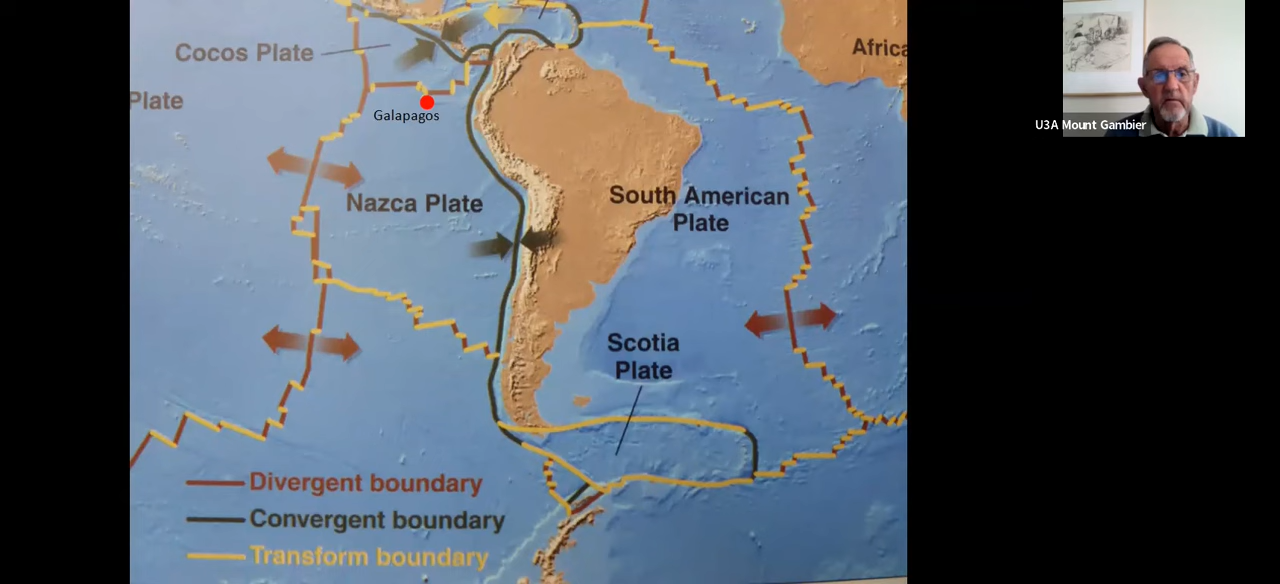 Cocos Plate
Africa
Plate
Galapagos
U3A Mount Gambier
Nazca Plate
South American
Plate
Scotia
Plate
Divergent boundary
Convergent boundary
Transform boundary